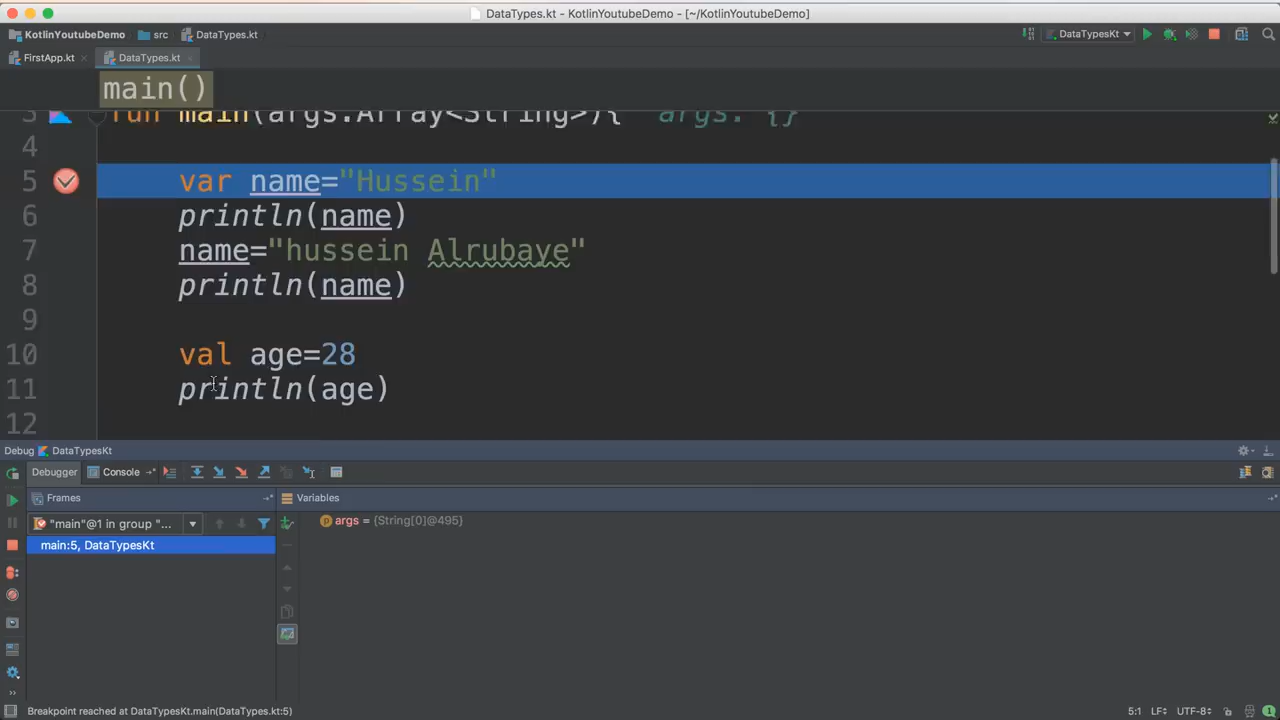 DataTypes.kt - KotlinYoutubeDemo - [~/KotlinYoutubeDemo]
KotlinYoutubeDemo src DataTypes.kt DataTypesKt
FirstApp.kt DataTypes.kt
main()
3 fun main(args:Array<String>){ args: {}
4
5 var name="Hussein"
6 println(name)
7 name="hussein Alrubaye"
8 println(name)
9
10 val age=28
11 println(age)
12
Debug DataTypesKt
Debugger Console
Frames Variables
"main"@1 in group "... args = {String[0]@495}
main:5, DataTypesKt
Breakpoint reached at DataTypesKt.main(DataTypes.kt:5) 5:1 LF÷ UTF-8÷ 1